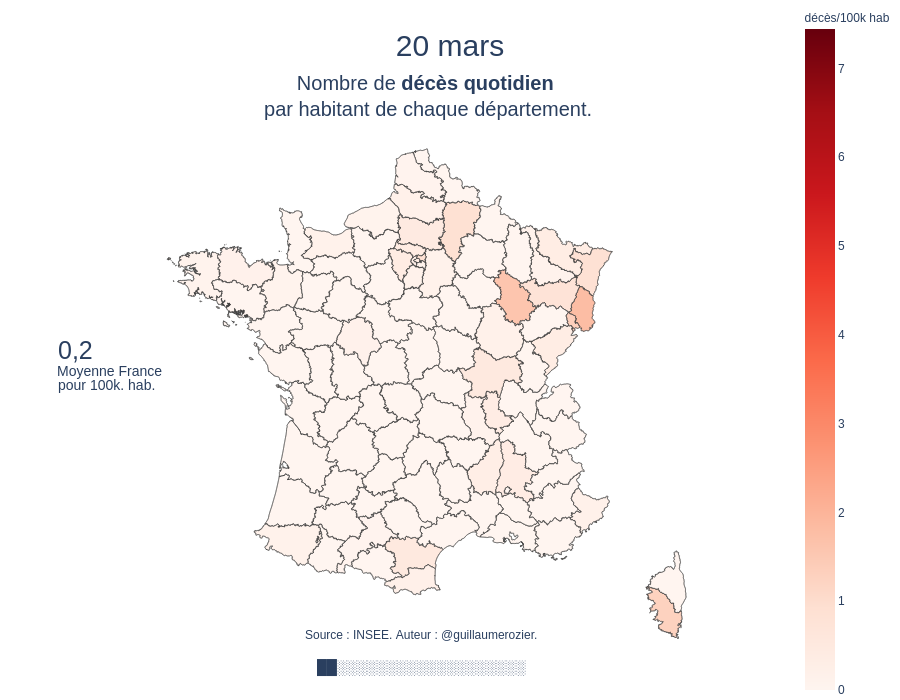 20 mars
Nombre de décès quotidien
par habitant de chaque département.
décès/100k hab
7
6
5
4
3
2
1
0
0,2
Moyenne France
pour 100k. hab.
Source : INSEE. Auteur : @guillaumerozier.